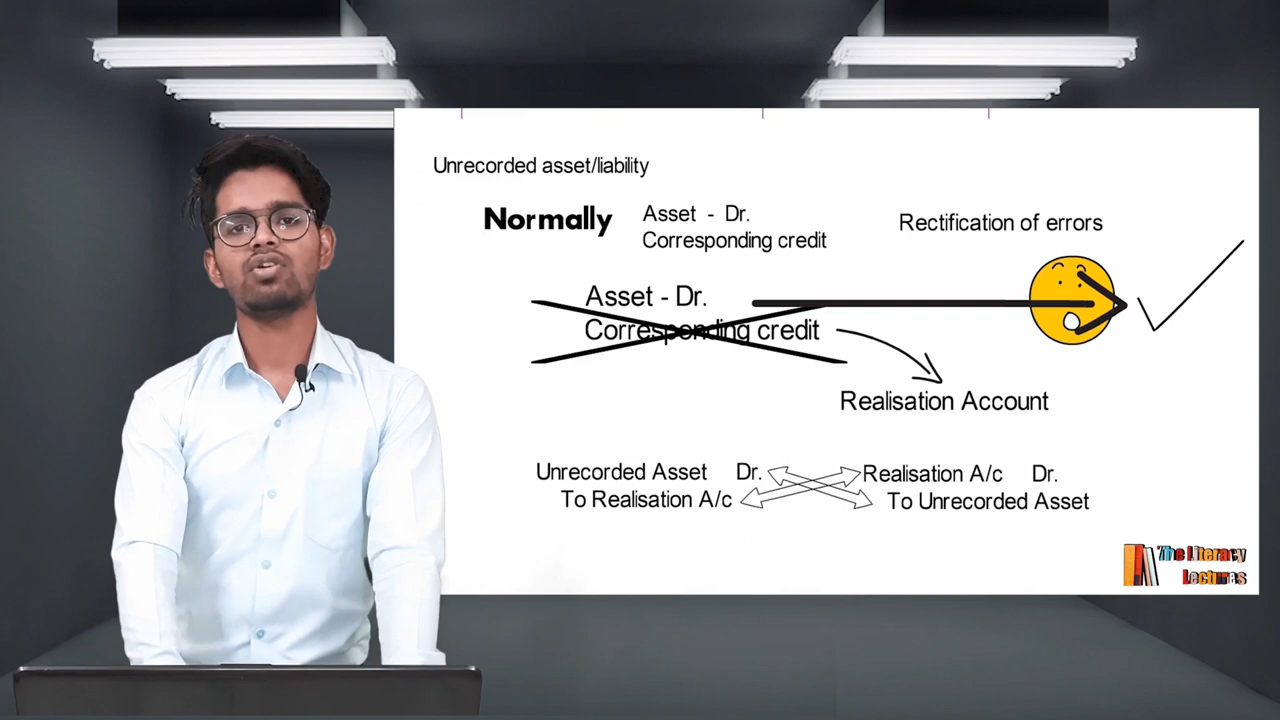 Unrecorded asset/liability
Normally
Asset - Dr.
Corresponding credit
Rectification of errors
Asset - Dr.
Corresponding credit
Realisation Account
Unrecorded Asset Dr.
To Realisation A/c
Realisation A/c Dr.
To Unrecorded Asset
The Literacy
Lectures